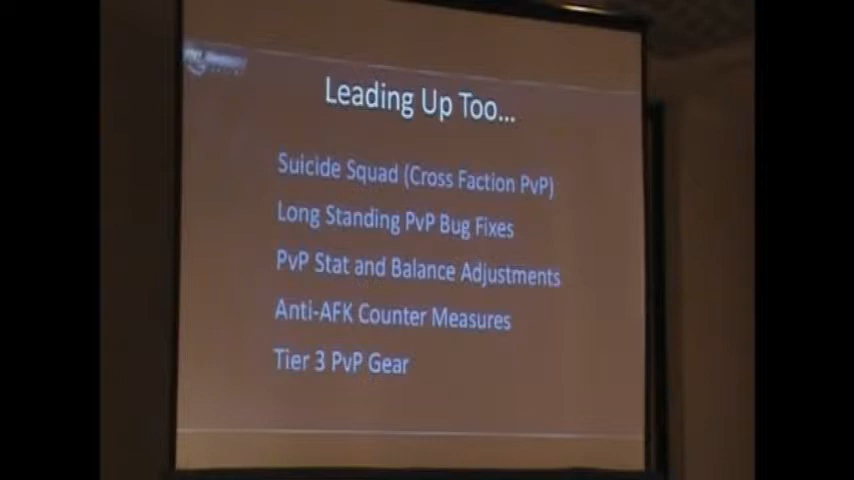 Leading Up Too...
Suicide Squad (Cross Faction PvP)
Long Standing PvP Bug Fixes
PvP Stat and Balance Adjustments
Anti-AFK Counter Measures
Tier 3 PvP Gear